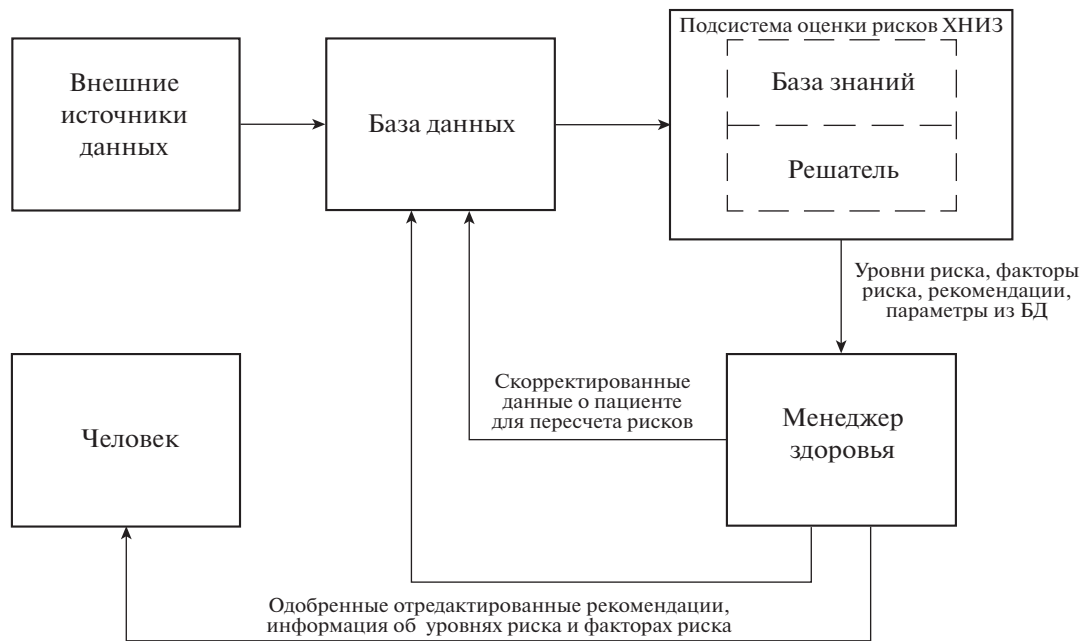 Внешние
источники
данных
База данных
Подсистема оценки рисков ХНИЗ
База знаний
Решатель
Уровни риска, факторы
риска, рекомендации,
параметры из БД
Человек
Скорректированные
данные о пациенте
для пересчета рисков
Менеджер
здоровья
Одобренные отредактированные рекомендации,
информация об уровнях риска и факторах риска